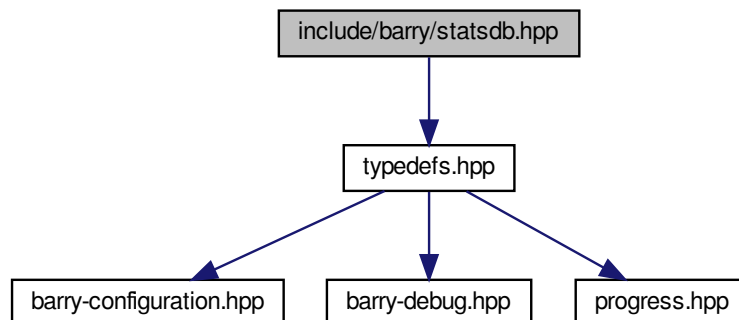 include/barry/statsdb.hpp
typedefs.hpp
barry-configuration.hpp
barry-debug.hpp
progress.hpp